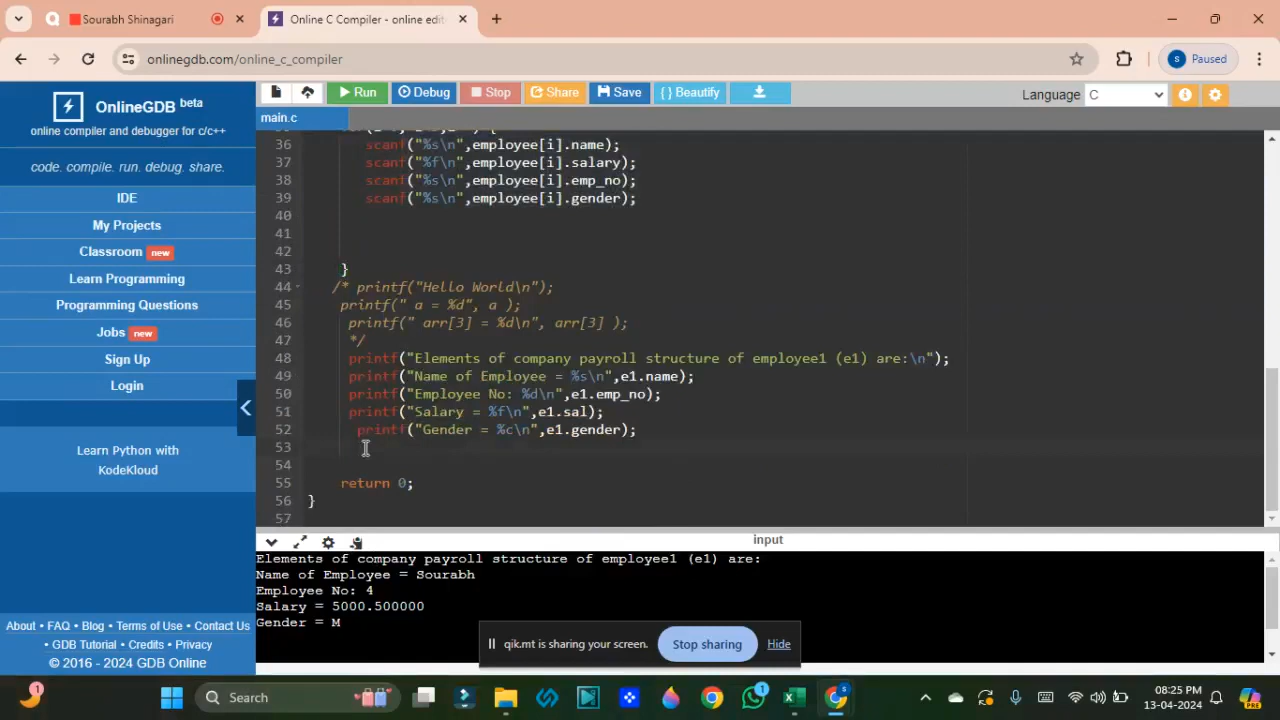 Sourabh Shinagari
Online C Compiler - online edit
onlinegdb.com/online_c_compiler
S Paused
OnlineGDB beta
online compiler and debugger for c/c++
code. compile. run. debug. share.
IDE
My Projects
Classroom new
Learn Programming
Programming Questions
Jobs new
Sign Up
Login
Learn Python with
KodeKloud
About • FAQ • Blog • Terms of Use • Contact Us
• GDB Tutorial • Credits • Privacy
© 2016 - 2024 GDB Online
Run Debug Stop Share Save { } Beautify
Language C
main.c
36 scanf("%s\n",employee[i].name);
37 scanf("%f\n",employee[i].salary);
38 scanf("%s\n",employee[i].emp_no);
39 scanf("%s\n",employee[i].gender);
40
41
42
43 }
44 /* printf("Hello World\n");
45 printf(" a = %d", a );
46 printf(" arr[3] = %d\n", arr[3] );
47 */
48 printf("Elements of company payroll structure of employee1 (e1) are:\n");
49 printf("Name of Employee = %s\n",e1.name);
50 printf("Employee No: %d\n",e1.emp_no);
51 printf("Salary = %f\n",e1.sal);
52 printf("Gender = %c\n",e1.gender);
53
54
55 return 0;
56 }
57
input
Elements of company payroll structure of employee1 (e1) are:
Name of Employee = Sourabh
Employee No: 4
Salary = 5000.500000
Gender = M
qik.mt is sharing your screen. Stop sharing Hide
1
Search
1
S
08:25 PM
13-04-2024
PRE